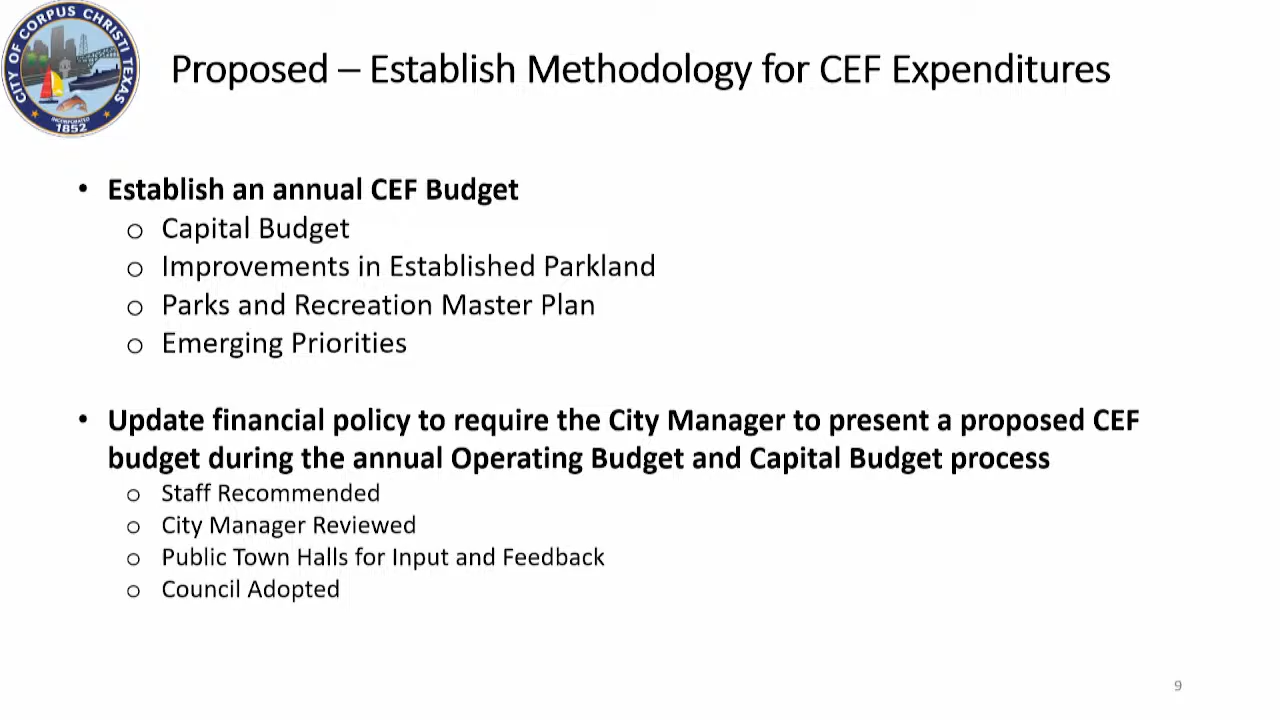 CITY OF CORPUS CHRISTI TEXAS
INCORPORATED
1852
Proposed – Establish Methodology for CEF Expenditures
• Establish an annual CEF Budget
o Capital Budget
o Improvements in Established Parkland
o Parks and Recreation Master Plan
o Emerging Priorities
• Update financial policy to require the City Manager to present a proposed CEF
budget during the annual Operating Budget and Capital Budget process
o Staff Recommended
o City Manager Reviewed
o Public Town Halls for Input and Feedback
o Council Adopted
9